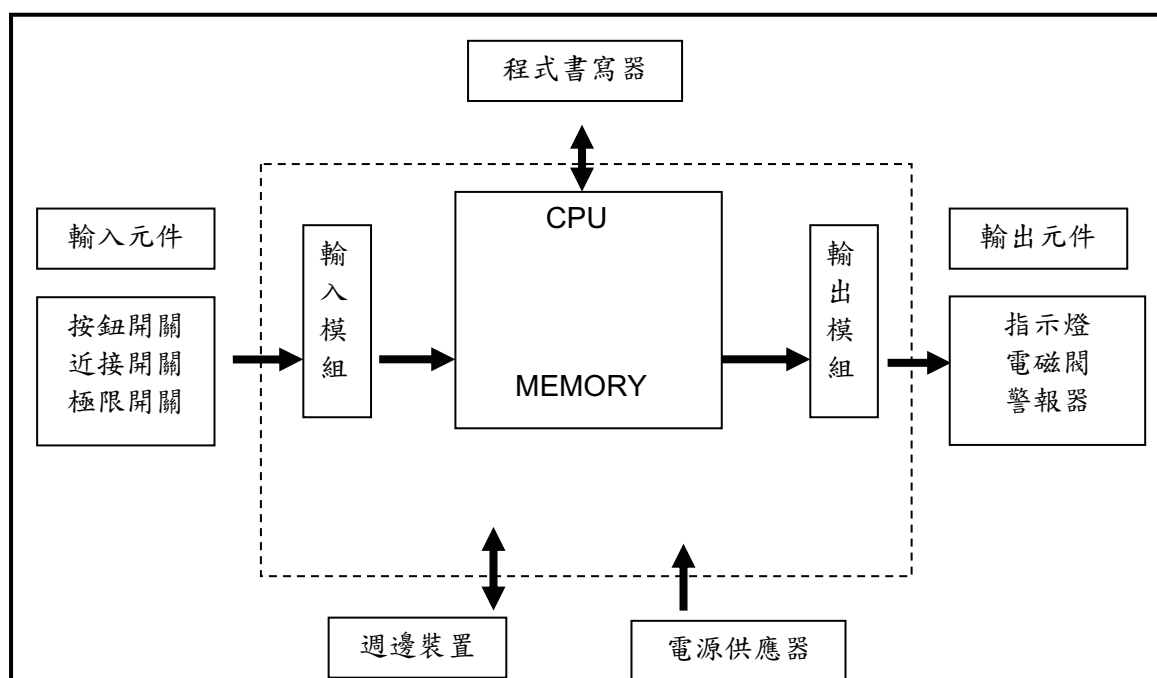 程式書寫器
CPU
MEMORY
輸入元件
按鈕開關
近接開關
極限開關
輸入模組
輸出模組
輸出元件
指示燈
電磁閥
警報器
週邊裝置
電源供應器